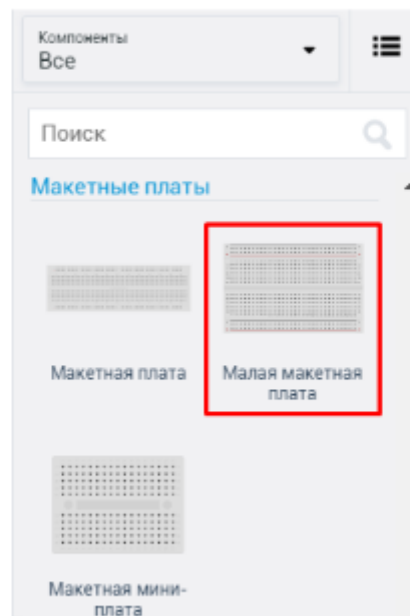 Компоненты
Все
Поиск
Макетные платы
Макетная плата
Малая макетная
плата
Макетная мини-
плата